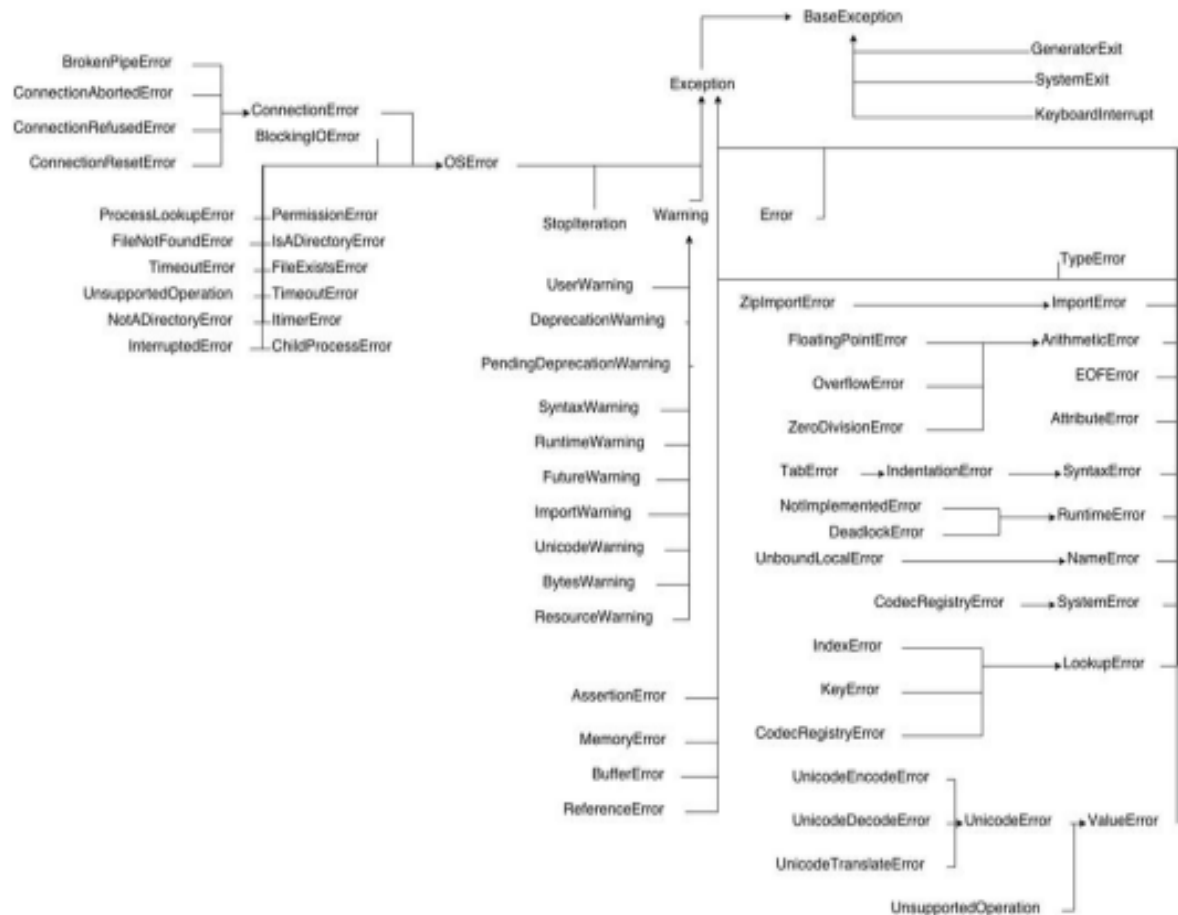 BaseException
GeneratorExit
SystemExit
KeyboardInterrupt
Exception
BrokenPipeError
ConnectionAbortedError
ConnectionRefusedError
ConnectionResetError
ConnectionError
BlockingIOError
OSError
ProcessLookupError PermissionError
FileNotFoundError IsADirectoryError
TimeoutError FileExistsError
UnsupportedOperation TimeoutError
NotADirectoryError ItimerError
InterruptedError ChildProcessError
StopIteration
Warning
Error
UserWarning
DeprecationWarning
PendingDeprecationWarning
SyntaxWarning
RuntimeWarning
FutureWarning
ImportWarning
UnicodeWarning
BytesWarning
ResourceWarning
AssertionError
MemoryError
BufferError
ReferenceError
TypeError
ZipImportError ImportError
FloatingPointError ArithmeticError
OverflowError
ZeroDivisionError
EOFError
AttributeError
TabError IndentationError SyntaxError
NotImplementedError
DeadlockError
RuntimeError
UnboundLocalError NameError
CodecRegistryError SystemError
IndexError
KeyError
CodecRegistryError
LookupError
UnicodeEncodeError
UnicodeDecodeError UnicodeError ValueError
UnicodeTranslateError
UnsupportedOperation